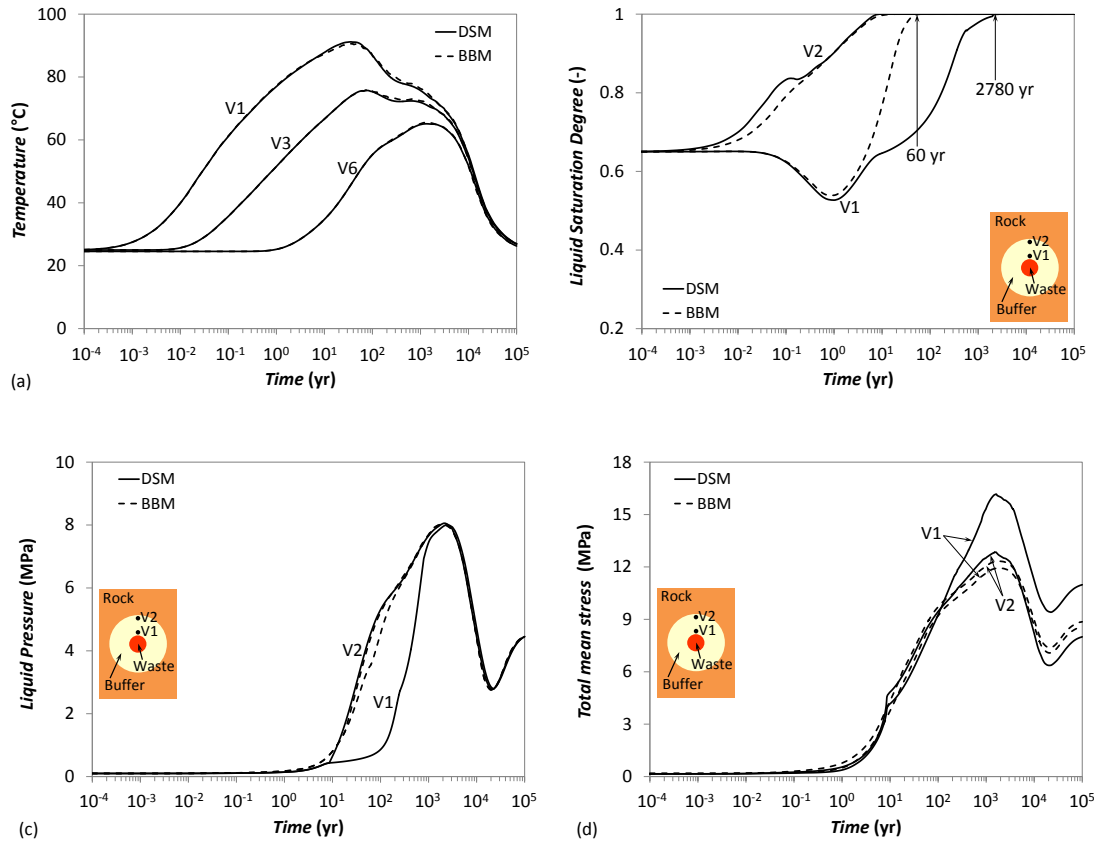 100
80
60
40
20
0
Temperature (°C)
DSM
BBM
V1
V3
V6
10⁻⁴ 10⁻³ 10⁻² 10⁻¹ 10⁰ 10¹ 10² 10³ 10⁴ 10⁵
Time (yr)
(a)
1
0.8
0.6
0.4
0.2
Liquid Saturation Degree (-)
V2
2780 yr
60 yr
V1
DSM
BBM
Rock
V2
V1
Waste
Buffer
10⁻⁴ 10⁻³ 10⁻² 10⁻¹ 10⁰ 10¹ 10² 10³ 10⁴ 10⁵
Time (yr)
10
8
6
4
2
0
Liquid Pressure (MPa)
DSM
BBM
Rock
V2
V1
Waste
Buffer
V2
V1
10⁻⁴ 10⁻³ 10⁻² 10⁻¹ 10⁰ 10¹ 10² 10³ 10⁴ 10⁵
Time (yr)
(c)
18
15
12
9
6
3
0
Total mean stress (MPa)
DSM
BBM
V1
V2
Rock
V2
V1
Waste
Buffer
10⁻⁴ 10⁻³ 10⁻² 10⁻¹ 10⁰ 10¹ 10² 10³ 10⁴ 10⁵
Time (yr)
(d)